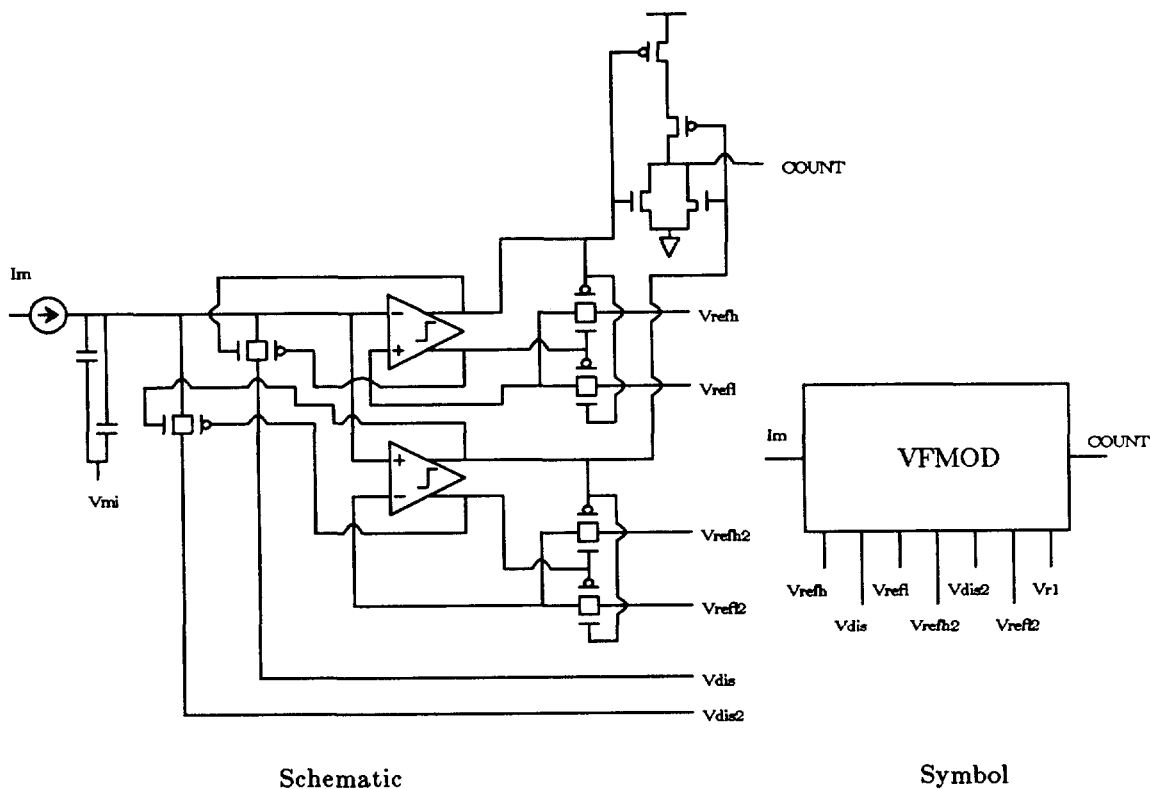 COUNT
Im
Vrefh
Vrefl
Vmi
Vrefh2
Vrefl2
Vdis
Vdis2
Schematic
Im
VFMOD
COUNT
Vrefh
Vrefl
Vdis2
Vr1
Vdis
Vrefh2
Vrefl2
Symbol